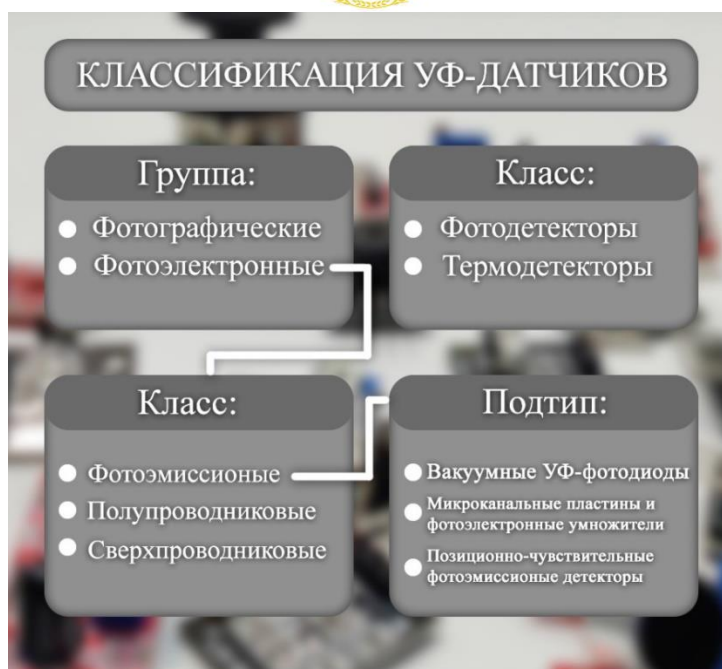 КЛАССИФИКАЦИЯ УФ-ДАТЧИКОВ
Группа:
Фотографические
Фотоэлектронные
Класс:
Фотодетекторы
Термодетекторы
Класс:
Фотоэмиссионые
Полупроводниковые
Сверхпроводниковые
Подтип:
Вакуумные УФ-фотодиоды
Микроканальные пластины и
фотоэлектронные умножители
Позиционно-чувствительные
фотоэмиссионые детекторы